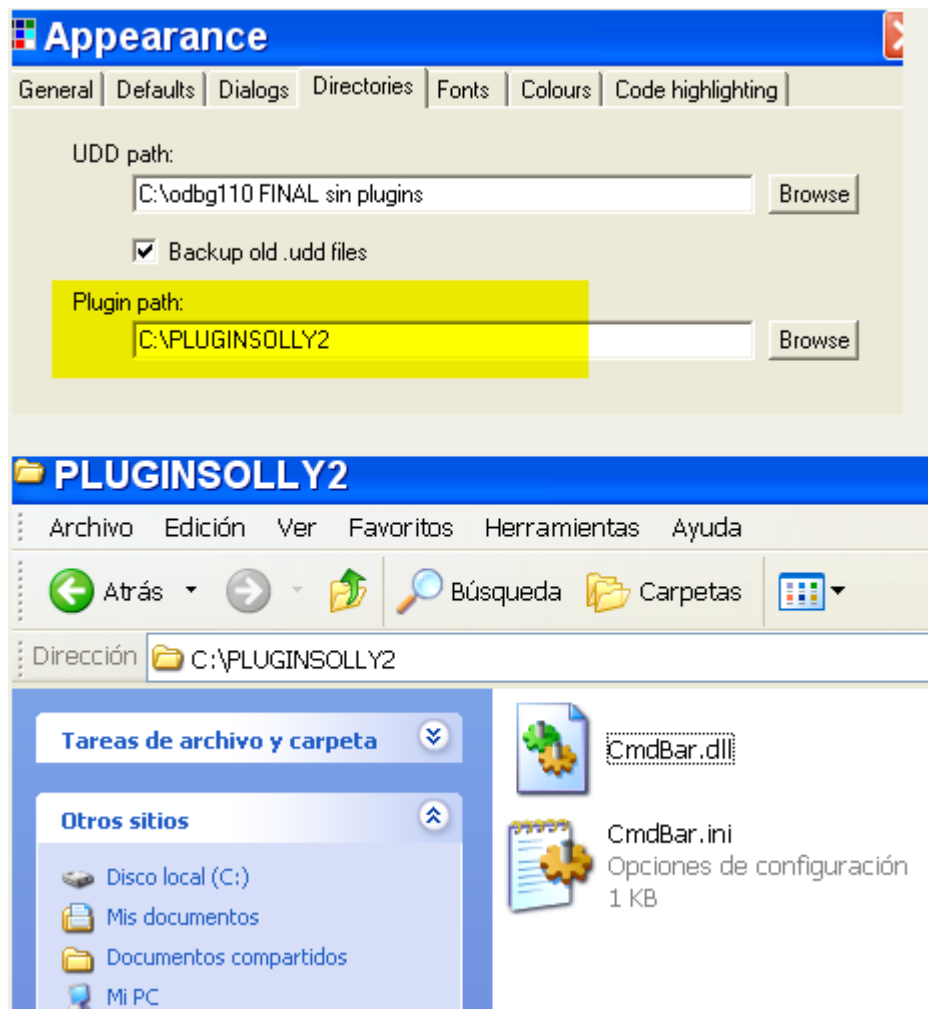 Appearance
General Defaults Dialogs Directories Fonts Colours Code highlighting
UDD path:
C:\odbg110 FINAL sin plugins Browse
Backup old .udd files
Plugin path:
C:\PLUGINSOLLY2 Browse
PLUGINSOLLY2
Archivo Edición Ver Favoritos Herramientas Ayuda
Atrás Búsqueda Carpetas
Dirección C:\PLUGINSOLLY2
Tareas de archivo y carpeta
Otros sitios
Disco local (C:)
Mis documentos
Documentos compartidos
Mi PC
CmdBar.dll
CmdBar.ini
Opciones de configuración
1 KB